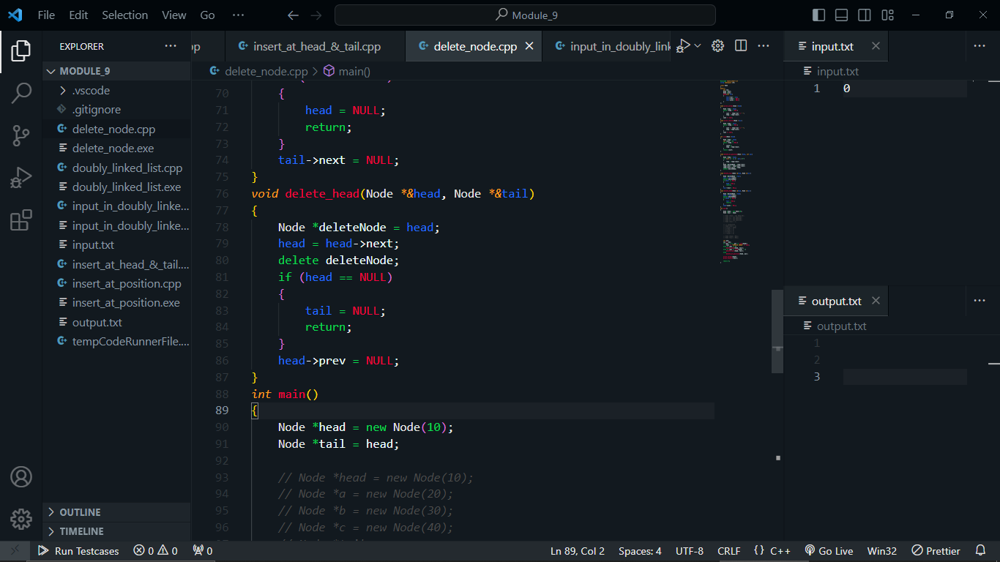 File Edit Selection View Go ··· Module_9
EXPLORER ···
MODULE_9
.vscode
.gitignore
delete_node.cpp
delete_node.exe
doubly_linked_list.cpp
doubly_linked_list.exe
input_in_doubly_linke...
input_in_doubly_linke...
input.txt
insert_at_head_&_tail....
insert_at_position.cpp
insert_at_position.exe
output.txt
tempCodeRunnerFile....
OUTLINE
TIMELINE
insert_at_head_&_tail.cpp delete_node.cpp input_in_doubly_link
delete_node.cpp > main()
70 {
71 head = NULL;
72 return;
73 }
74 tail->next = NULL;
75 }
76 void delete_head(Node *&head, Node *&tail)
77 {
78 Node *deleteNode = head;
79 head = head->next;
80 delete deleteNode;
81 if (head == NULL)
82 {
83 tail = NULL;
84 return;
85 }
86 head->prev = NULL;
87 }
88 int main()
89 {
90 Node *head = new Node(10);
91 Node *tail = head;
92
93 // Node *head = new Node(10);
94 // Node *a = new Node(20);
95 // Node *b = new Node(30);
96 // Node *c = new Node(40);
input.txt
input.txt
1 0
output.txt
output.txt
1
2
3
Run Testcases 0 0 0 Ln 89, Col 2 Spaces: 4 UTF-8 CRLF {} C++ Go Live Win32 Prettier